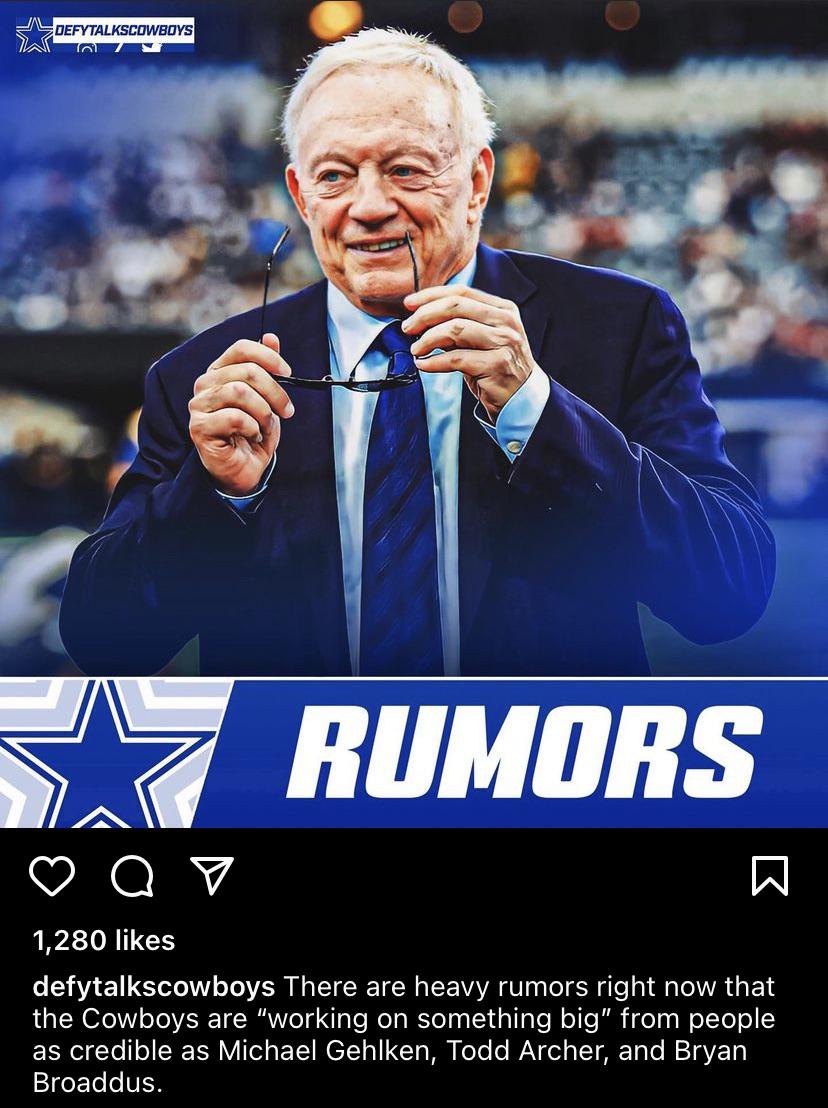 DEFYTALKSCOWBOYS
RUMORS
1,280 likes
defytalkscowboys There are heavy rumors right now that
the Cowboys are “working on something big” from people
as credible as Michael Gehlken, Todd Archer, and Bryan
Broaddus.